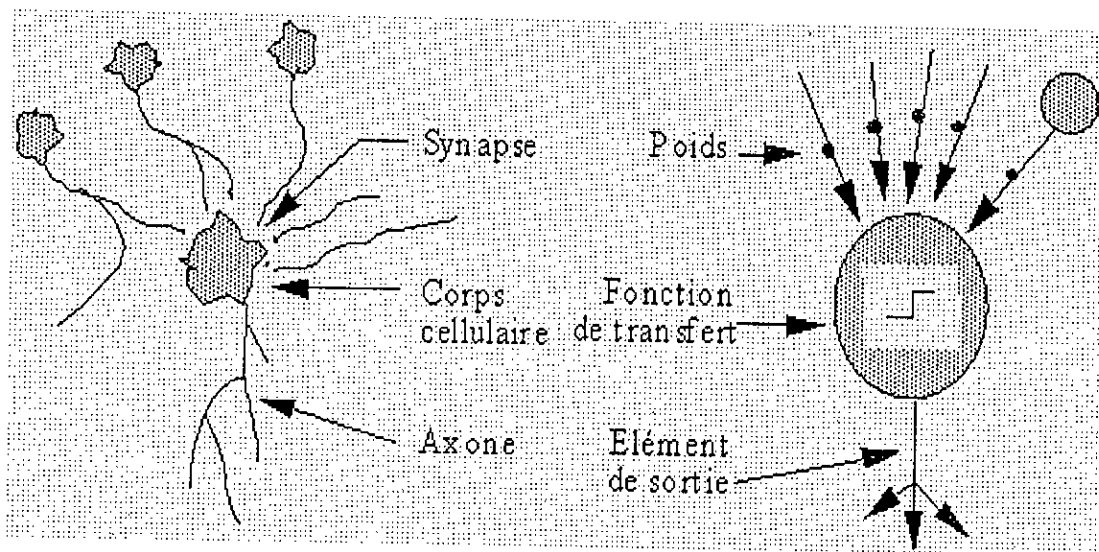 Synapse
Poids
Corps
cellulaire
Fonction
de transfert
Axone
Elément
de sortie